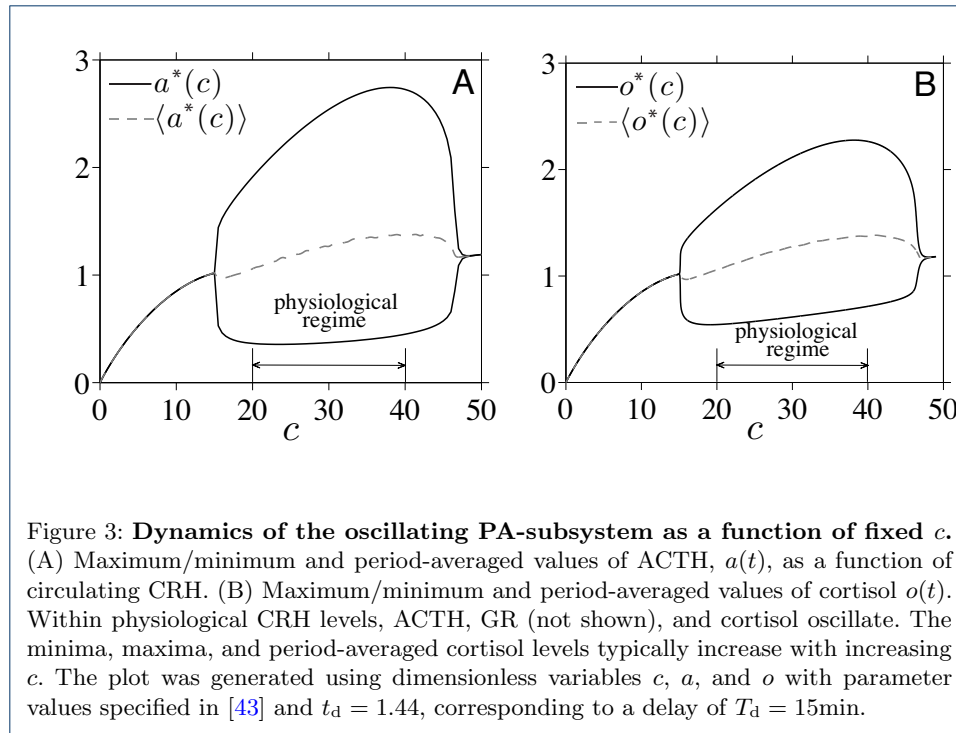 3
2
1
0
a*(c)
⟨a*(c)⟩
A
physiological
regime
0 10 20 30 40 50
c
3
2
1
0
o*(c)
⟨o*(c)⟩
B
physiological
regime
0 10 20 30 40 50
c
Figure 3: Dynamics of the oscillating PA-subsystem as a function of fixed c.
(A) Maximum/minimum and period-averaged values of ACTH, a(t), as a function of
circulating CRH. (B) Maximum/minimum and period-averaged values of cortisol o(t).
Within physiological CRH levels, ACTH, GR (not shown), and cortisol oscillate. The
minima, maxima, and period-averaged cortisol levels typically increase with increasing
c. The plot was generated using dimensionless variables c, a, and o with parameter
values specified in [43] and t_d = 1.44, corresponding to a delay of T_d = 15min.